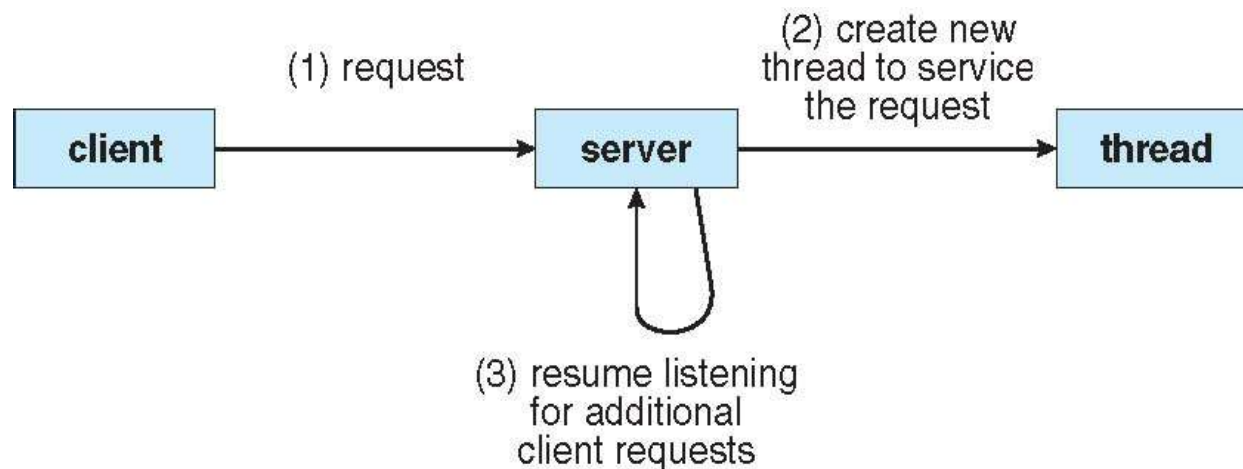 (1) request
(2) create new
thread to service
the request
client
server
thread
(3) resume listening
for additional
client requests